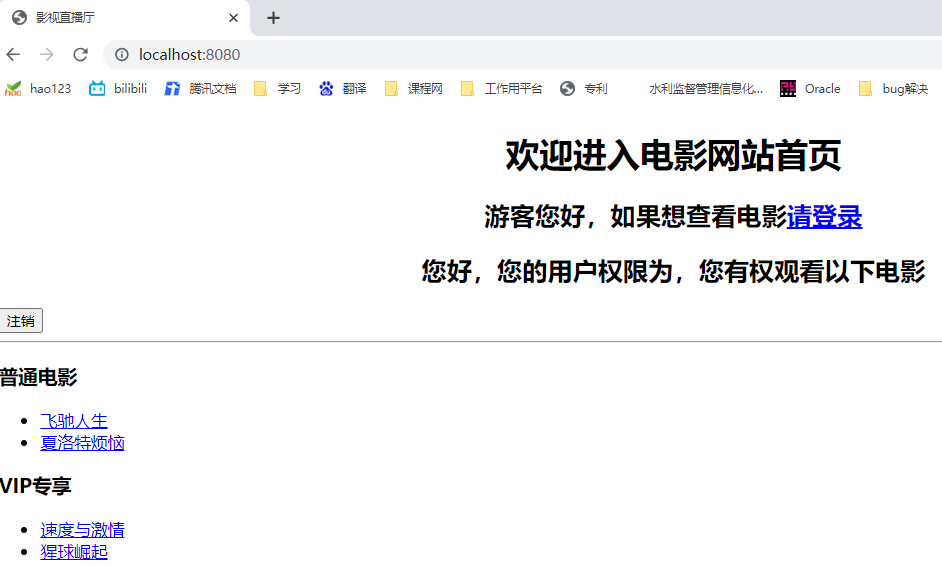 影视直播厅
localhost:8080
hao123 bilibili 腾讯文档 学习 翻译 课程网 工作用平台 专利 水利监督管理信息化... Oracle bug解决
欢迎进入电影网站首页
游客您好，如果想查看电影请登录
您好，您的用户权限为，您有权观看以下电影
注销
普通电影
飞驰人生
夏洛特烦恼
VIP专享
速度与激情
猩球崛起